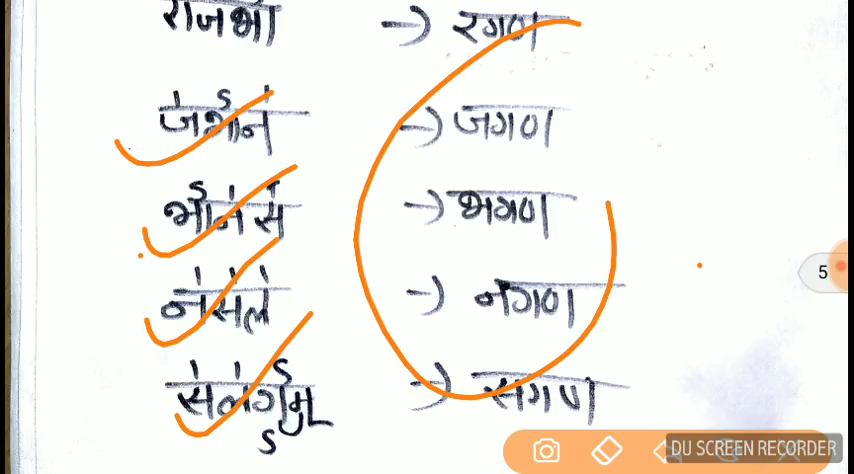 राजभा -) रगण
जभान -) जगण
भानस -) भगण
नसल -) नगण
सलगम् -) सगण
5
DU SCREEN RECORDER